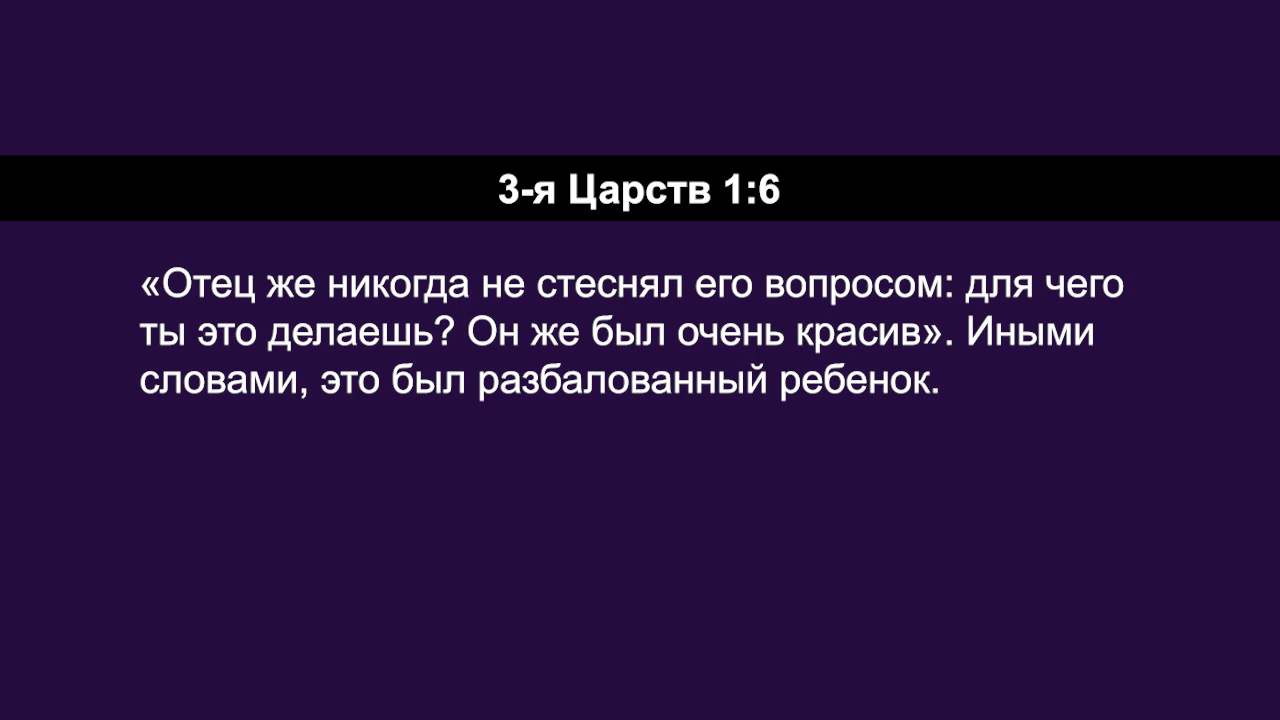 3-я Царств 1:6
«Отец же никогда не стеснял его вопросом: для чего
ты это делаешь? Он же был очень красив». Иными
словами, это был разбалованный ребенок.